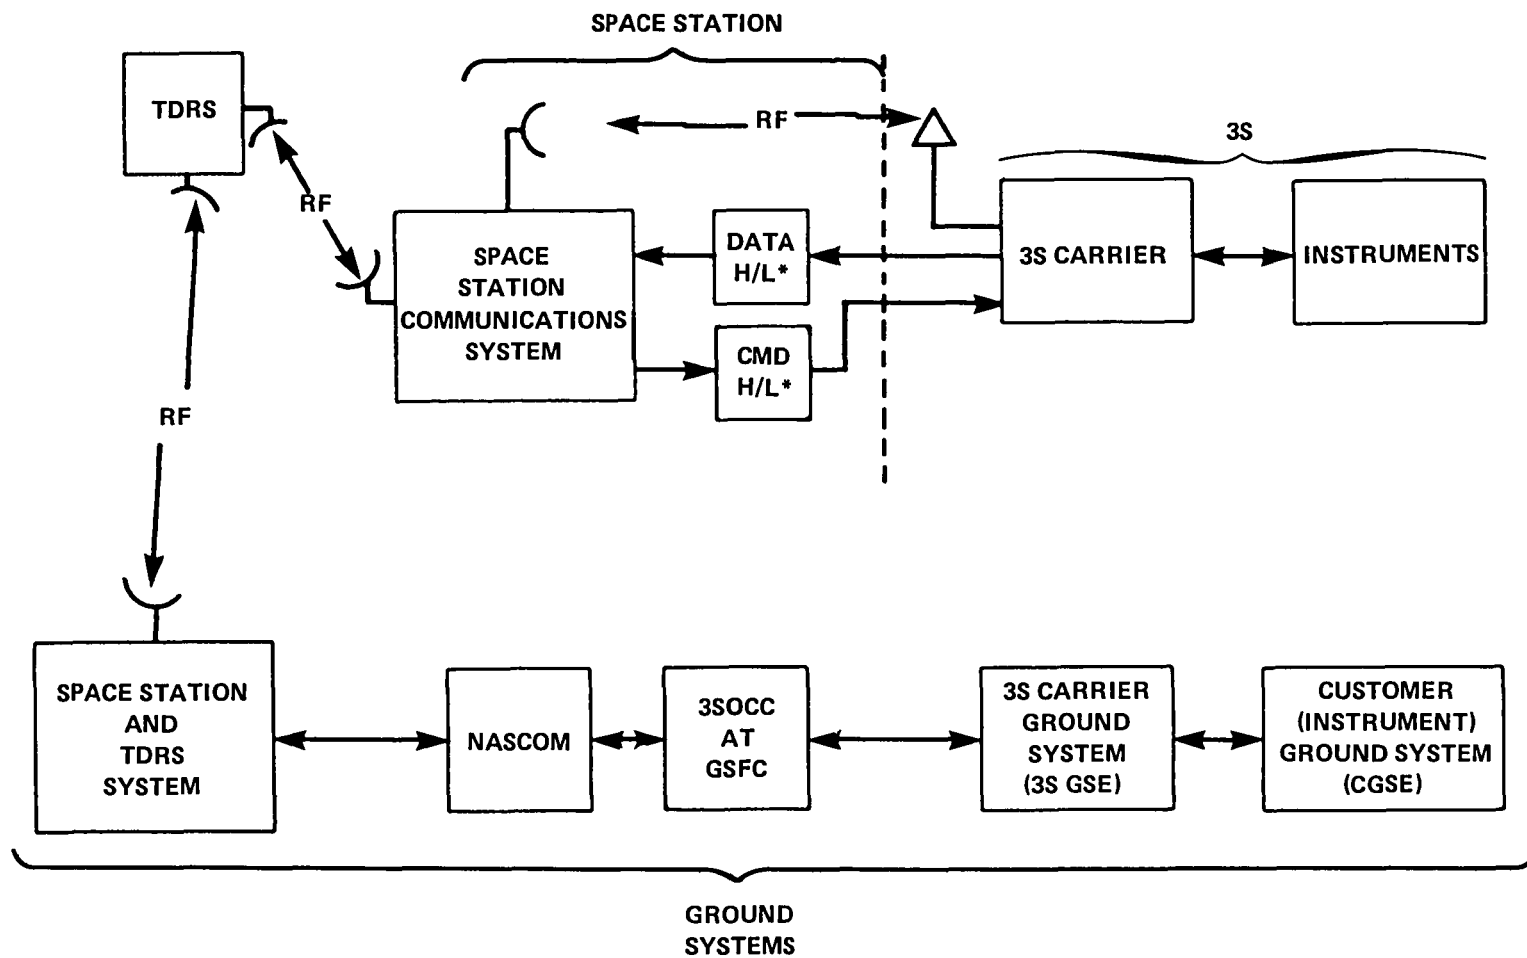 SPACE STATION
TDRS
RF
3S
RF
SPACE
STATION
COMMUNICATIONS
SYSTEM
DATA
H/L*
CMD
H/L*
3S CARRIER
INSTRUMENTS
RF
SPACE STATION
AND
TDRS
SYSTEM
NASCOM
3SOCC
AT
GSFC
3S CARRIER
GROUND
SYSTEM
(3S GSE)
CUSTOMER
(INSTRUMENT)
GROUND SYSTEM
(CGSE)
GROUND
SYSTEMS